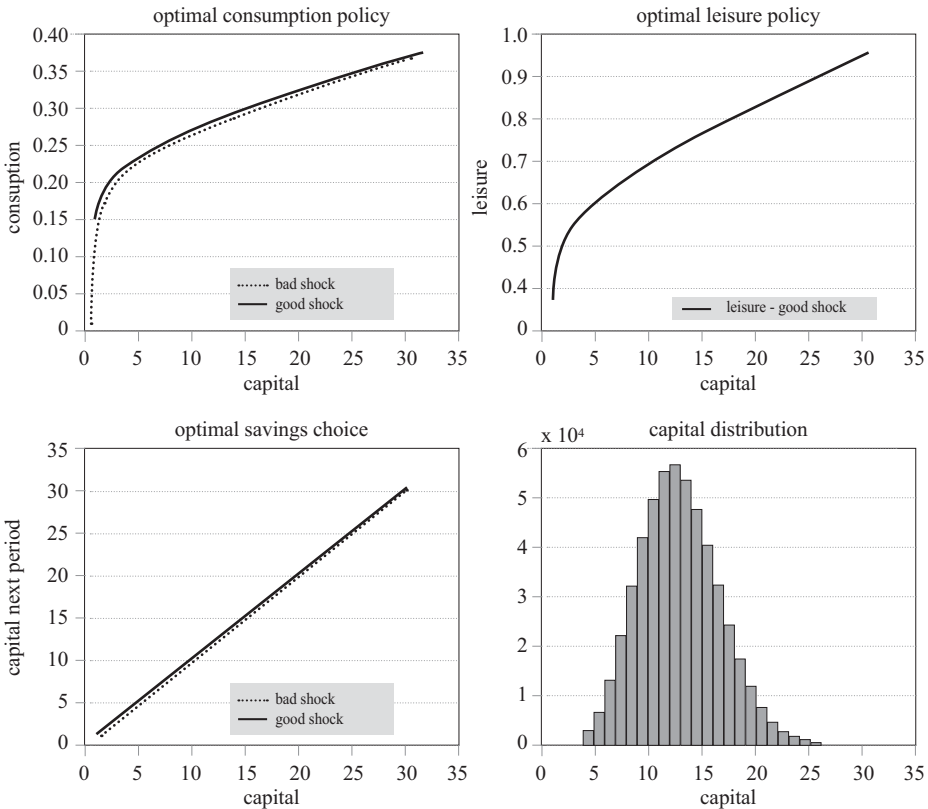 optimal consumption policy
0.40
0.35
0.30
0.25
0.20
0.15
0.10
0.05
0
consuption
bad shock
good shock
0 5 10 15 20 25 30 35
capital
optimal leisure policy
1.0
0.9
0.8
0.7
0.6
0.5
0.4
0
leisure
leisure - good shock
0 5 10 15 20 25 30 35
capital
optimal savings choice
35
30
25
20
15
10
5
0
capital next period
bad shock
good shock
0 5 10 15 20 25 30 35
capital
capital distribution
x 10⁴
6
5
4
3
2
1
0
0 5 10 15 20 25 30 35
capital